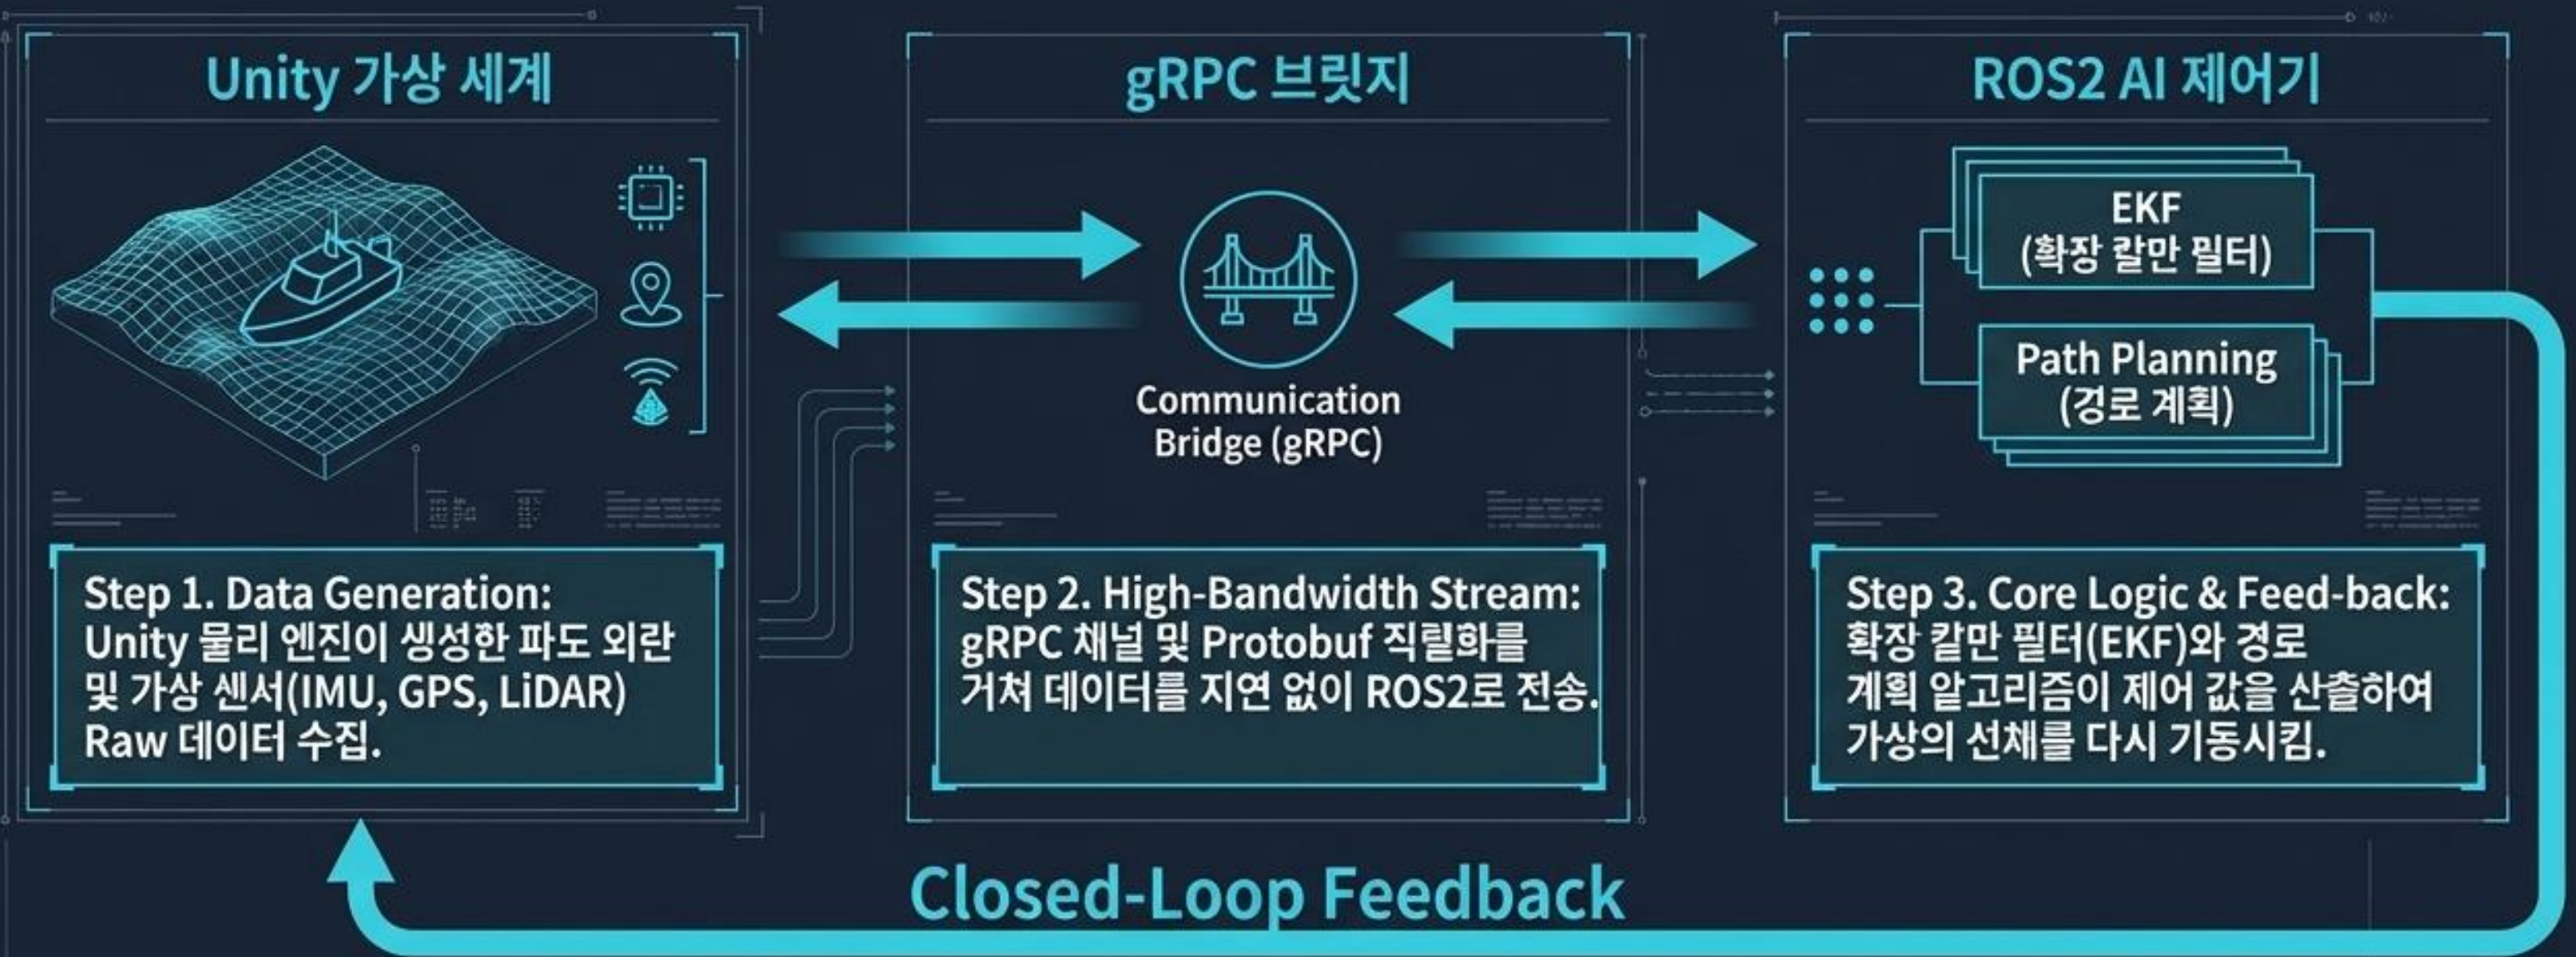 Unity 가상 세계
gRPC 브릿지
Communication
Bridge (gRPC)
ROS2 AI 제어기
EKF
(확장 칼만 필터)
Path Planning
(경로 계획)
Step 1. Data Generation:
Unity 물리 엔진이 생성한 파도 외란
및 가상 센서(IMU, GPS, LiDAR)
Raw 데이터 수집.
Step 2. High-Bandwidth Stream:
gRPC 채널 및 Protobuf 직렬화를
거쳐 데이터를 지연 없이 ROS2로 전송.
Step 3. Core Logic & Feed-back:
확장 칼만 필터(EKF)와 경로
계획 알고리즘이 제어 값을 산출하여
가상의 선채를 다시 기동시킴.
Closed-Loop Feedback